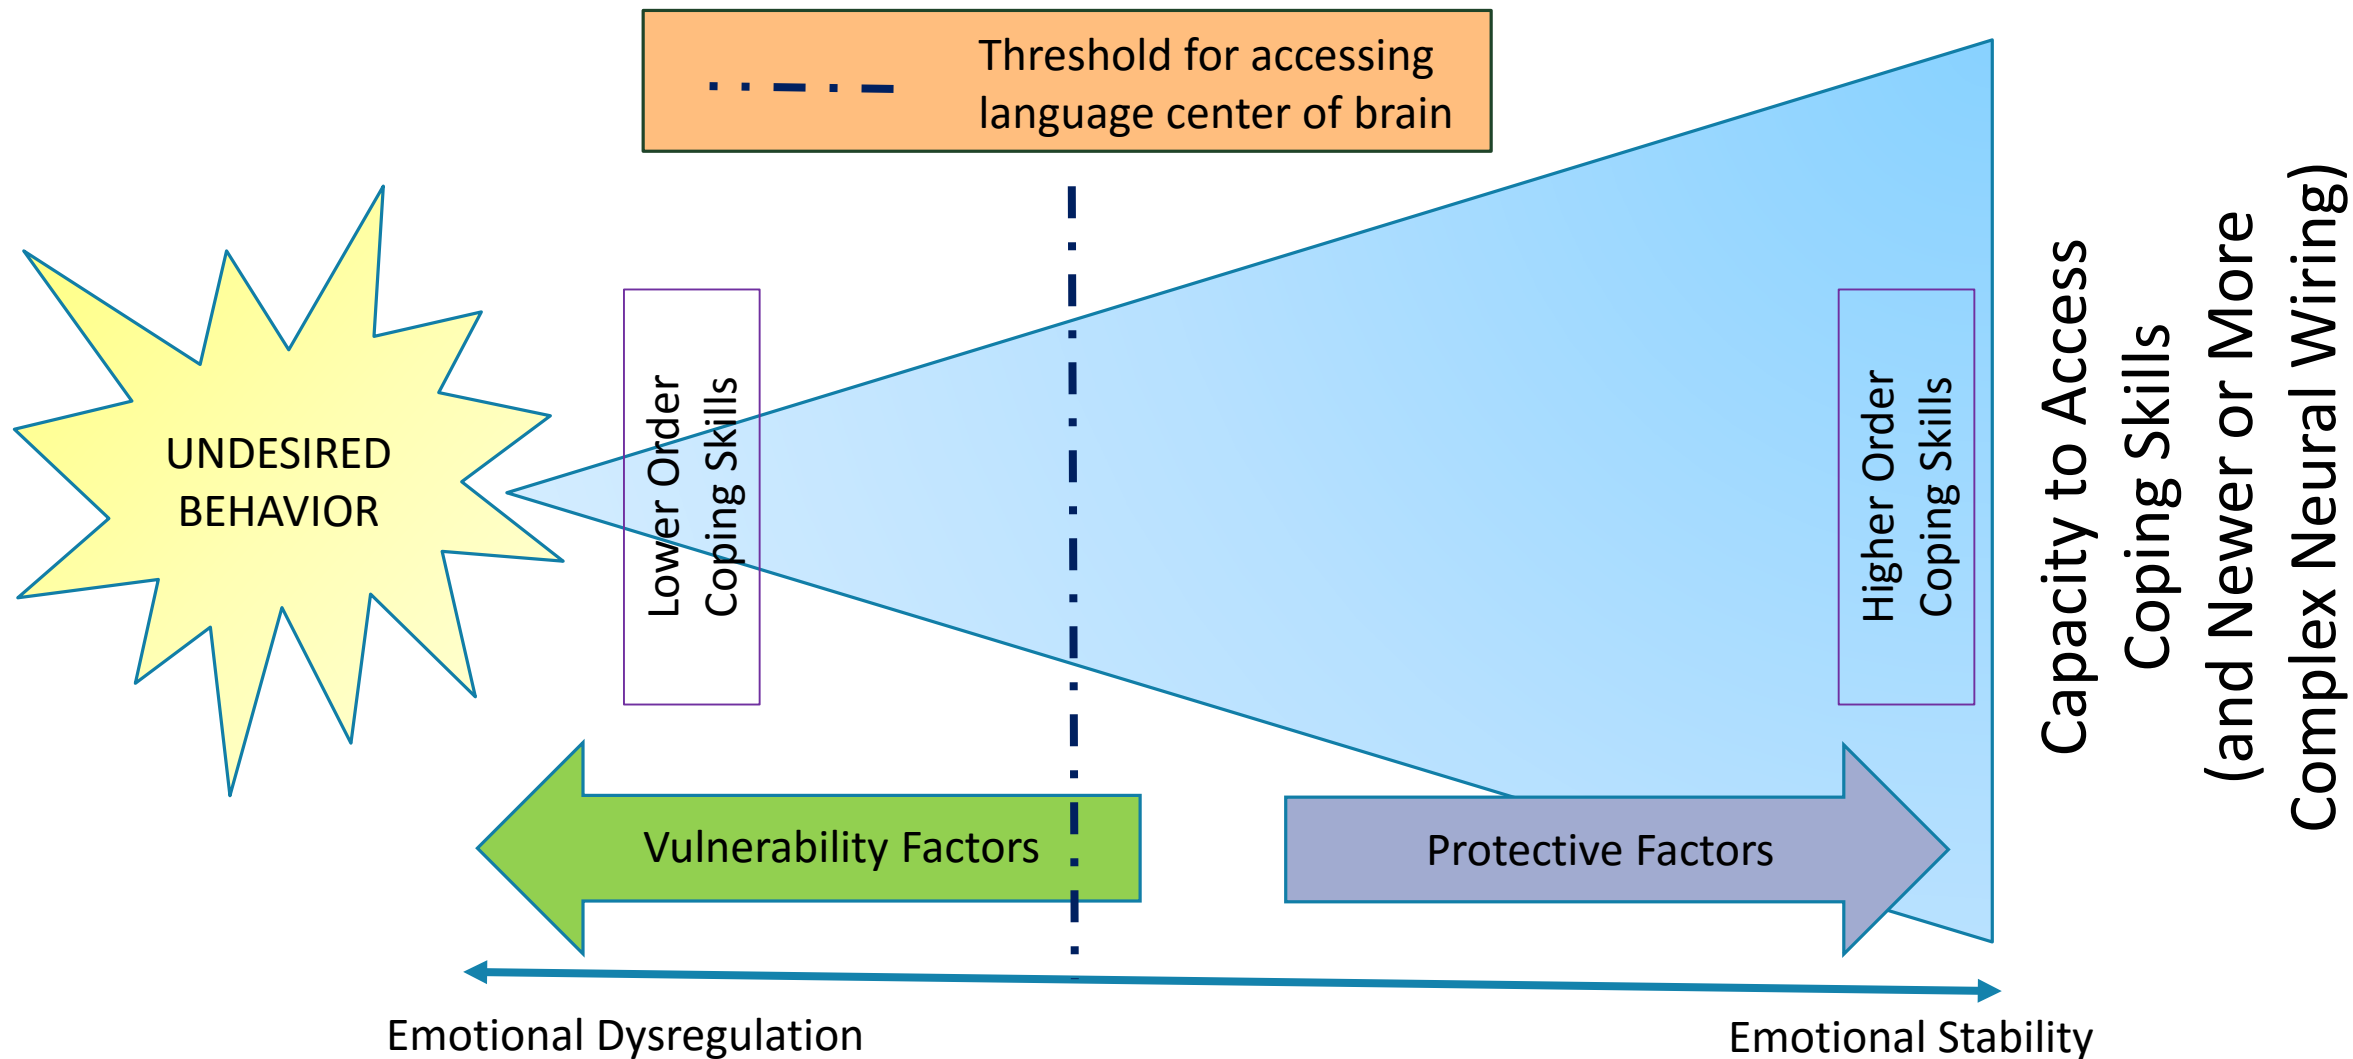 Threshold for accessing
language center of brain
UNDESIRED
BEHAVIOR
Lower Order
Coping Skills
Higher Order
Coping Skills
Capacity to Access
Coping Skills
(and Newer or More
Complex Neural Wiring)
Vulnerability Factors
Protective Factors
Emotional Dysregulation
Emotional Stability